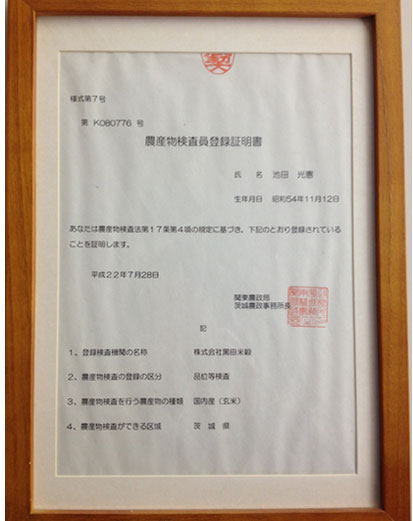 様式第7号
第 K080776 号
農産物検査員登録証明書
氏 名 池田 光憲
生年月日 昭和54年11月12日
あなたは農産物検査法第17条第4項の規定に基づき、下記のとおり登録されている
ことを証明します。
平成22年7月28日
関東農政局
茨城農政事務所長
記
1、登録検査機関の名称 株式会社黒田米穀
2、農産物検査の登録の区分 品位等検査
3、農産物検査を行う農産物の種類 国内産（玄米）
4、農産物検査ができる区域 茨 城 県